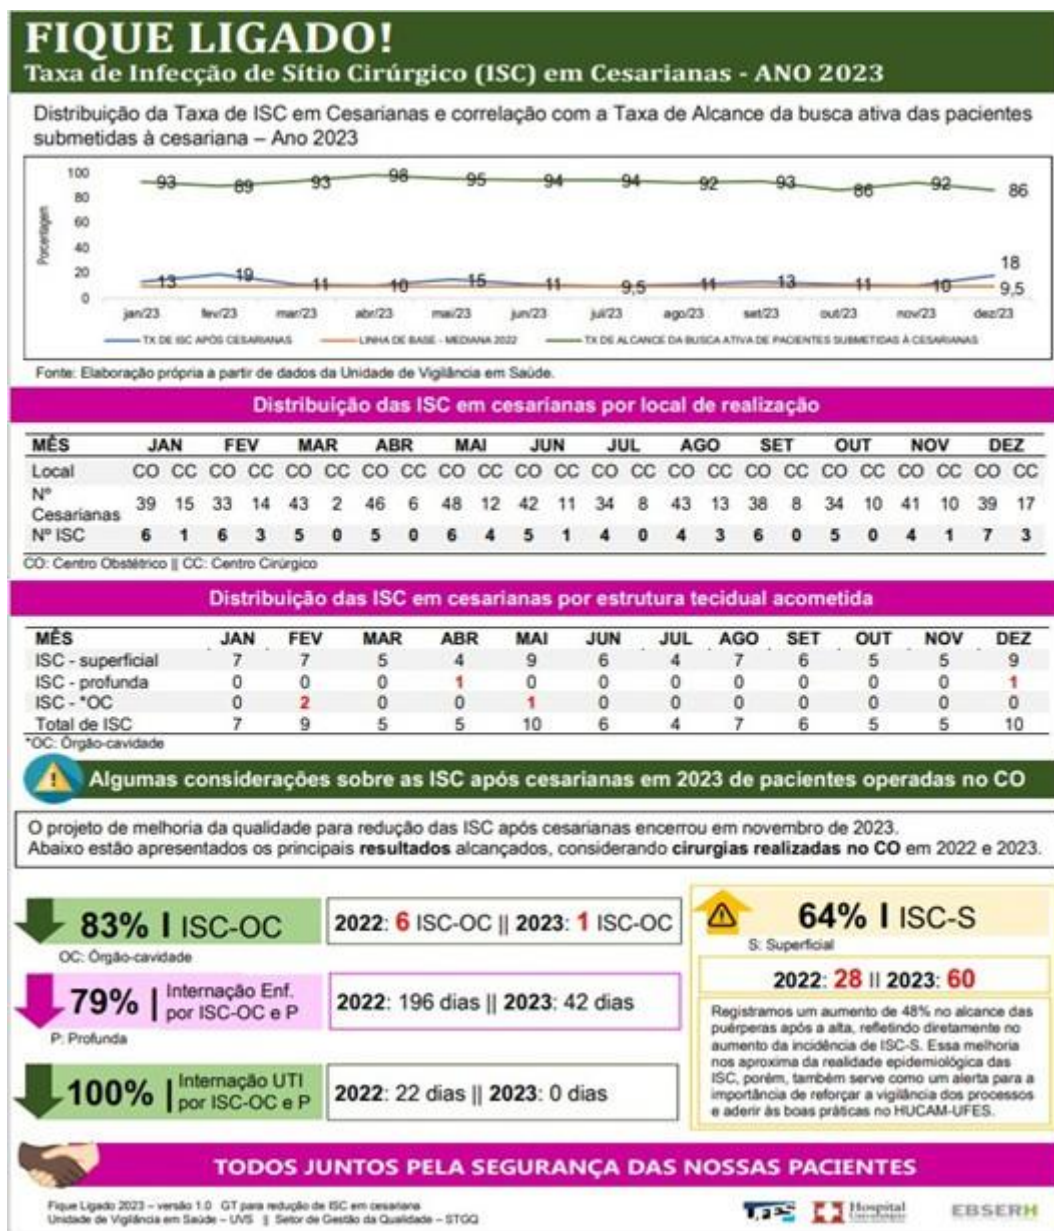 FIQUE LIGADO!
Taxa de Infecção de Sítio Cirúrgico (ISC) em Cesarianas - ANO 2023
Distribuição da Taxa de ISC em Cesarianas e correlação com a Taxa de Alcance da busca ativa das pacientes
submetidas à cesariana – Ano 2023
Porcentagem
100
80
60
40
20
0
93 89 93 98 95 94 94 92 93 86 92 86
13 19 11 10 15 11 9,5 11 13 11 10 18
9,5
jan/23 fev/23 mar/23 abr/23 mai/23 jun/23 jul/23 ago/23 set/23 out/23 nov/23 dez/23
TX DE ISC APÓS CESARIANAS LINHA DE BASE - MEDIANA 2022 TX DE ALCANCE DA BUSCA ATIVA DE PACIENTES SUBMETIDAS À CESARIANAS
Fonte: Elaboração própria a partir de dados da Unidade de Vigilância em Saúde.
Distribuição das ISC em cesarianas por local de realização
MÊS JAN FEV MAR ABR MAI JUN JUL AGO SET OUT NOV DEZ
Local CO CC CO CC CO CC CO CC CO CC CO CC CO CC CO CC CO CC CO CC CO CC CO CC
Nº
Cesarianas 39 15 33 14 43 2 46 6 48 12 42 11 34 8 43 13 38 8 34 10 41 10 39 17
Nº ISC 6 1 6 3 5 0 5 0 6 4 5 1 4 0 4 3 6 0 5 0 4 1 7 3
CO: Centro Obstétrico || CC: Centro Cirúrgico
Distribuição das ISC em cesarianas por estrutura tecidual acometida
MÊS JAN FEV MAR ABR MAI JUN JUL AGO SET OUT NOV DEZ
ISC - superficial 7 7 5 4 9 6 4 7 6 5 5 9
ISC - profunda 0 0 0 1 0 0 0 0 0 0 0 1
ISC - *OC 0 2 0 0 1 0 0 0 0 0 0 0
Total de ISC 7 9 5 5 10 6 4 7 6 5 5 10
*OC: Órgão-cavidade
Algumas considerações sobre as ISC após cesarianas em 2023 de pacientes operadas no CO
O projeto de melhoria da qualidade para redução das ISC após cesarianas encerrou em novembro de 2023.
Abaixo estão apresentados os principais resultados alcançados, considerando cirurgias realizadas no CO em 2022 e 2023.
83% | ISC-OC
OC: Órgão-cavidade
2022: 6 ISC-OC || 2023: 1 ISC-OC
79% | Internação Enf.
por ISC-OC e P
P: Profunda
2022: 196 dias || 2023: 42 dias
100% | Internação UTI
por ISC-OC e P
2022: 22 dias || 2023: 0 dias
64% | ISC-S
S: Superficial
2022: 28 || 2023: 60
Registramos um aumento de 48% no alcance das
puérperas após a alta, refletindo diretamente no
aumento da incidência de ISC-S. Essa melhoria
nos aproxima da realidade epidemiológica das
ISC, porém, também serve como um alerta para a
importância de reforçar a vigilância dos processos
e aderir às boas práticas no HUCAM-UFES.
TODOS JUNTOS PELA SEGURANÇA DAS NOSSAS PACIENTES
Fique Ligado 2023 – versão 1.0 GT para redução de ISC em cesariana
Unidade de Vigilância em Saúde – UVS || Setor de Gestão da Qualidade – STGQ
Hospital
EBSERH